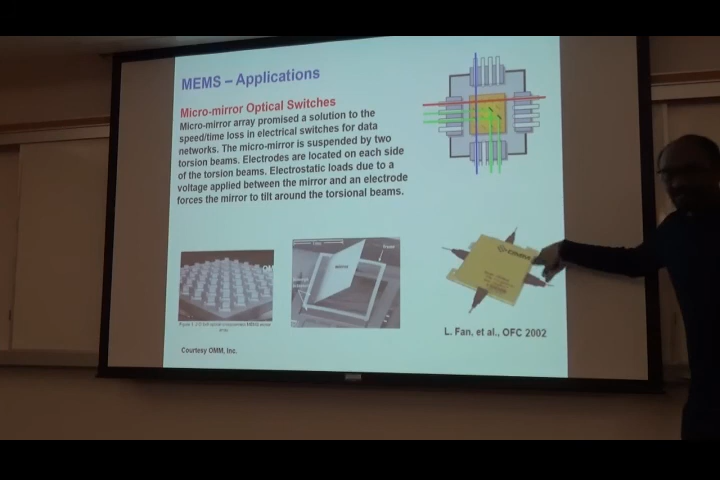 MEMS – Applications
Micro-mirror Optical Switches
Micro-mirror array promised a solution to the
speed/time loss in electrical switches for data
networks. The micro-mirror is suspended by two
torsion beams. Electrodes are located on each side
of the torsion beams. Electrostatic loads due to a
voltage applied between the mirror and an electrode
forces the mirror to tilt around the torsional beams.
L. Fan, et al., OFC 2002
Courtesy OMM, Inc.